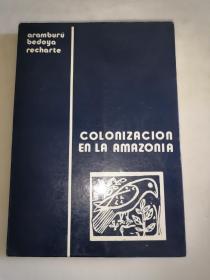 aramburú
bedoya
recharte
COLONIZACION
EN LA AMAZONIA